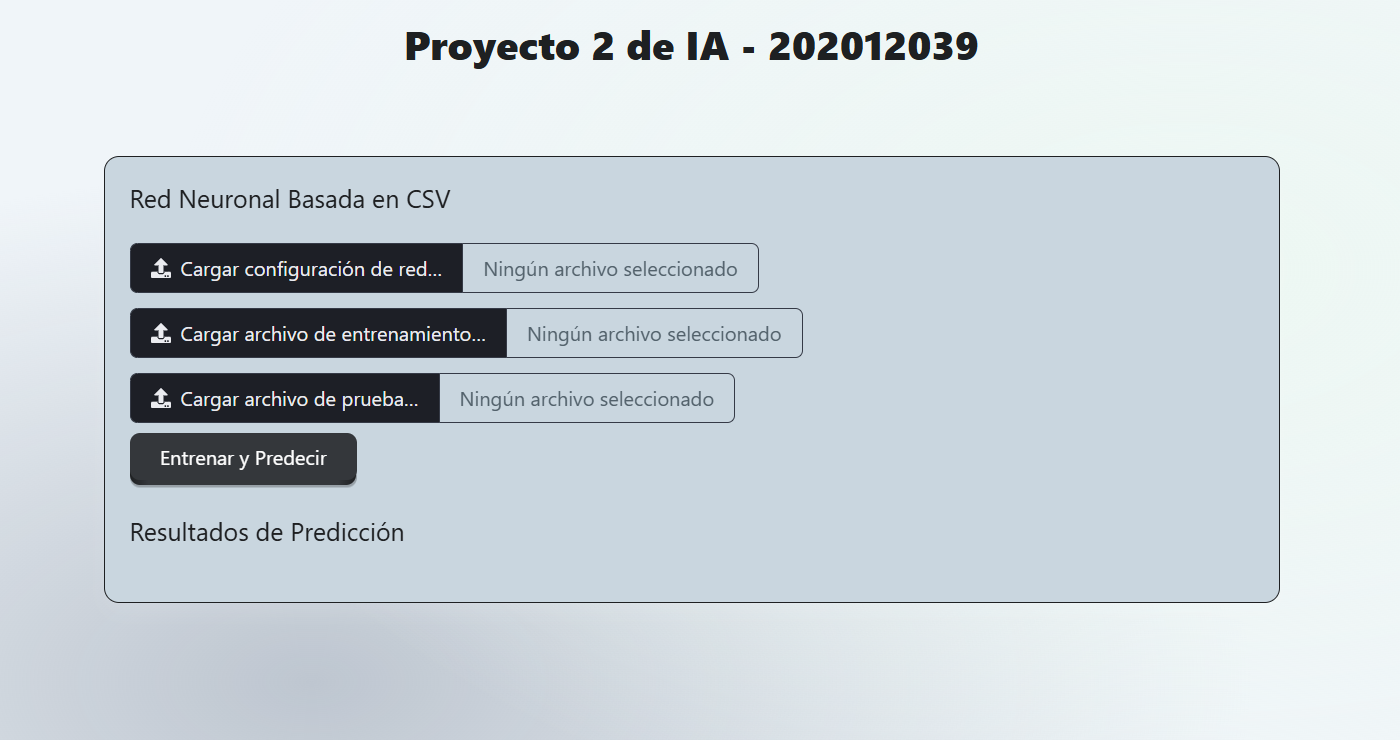 Proyecto 2 de IA - 202012039
Red Neuronal Basada en CSV
Cargar configuración de red... Ningún archivo seleccionado
Cargar archivo de entrenamiento... Ningún archivo seleccionado
Cargar archivo de prueba... Ningún archivo seleccionado
Entrenar y Predecir
Resultados de Predicción